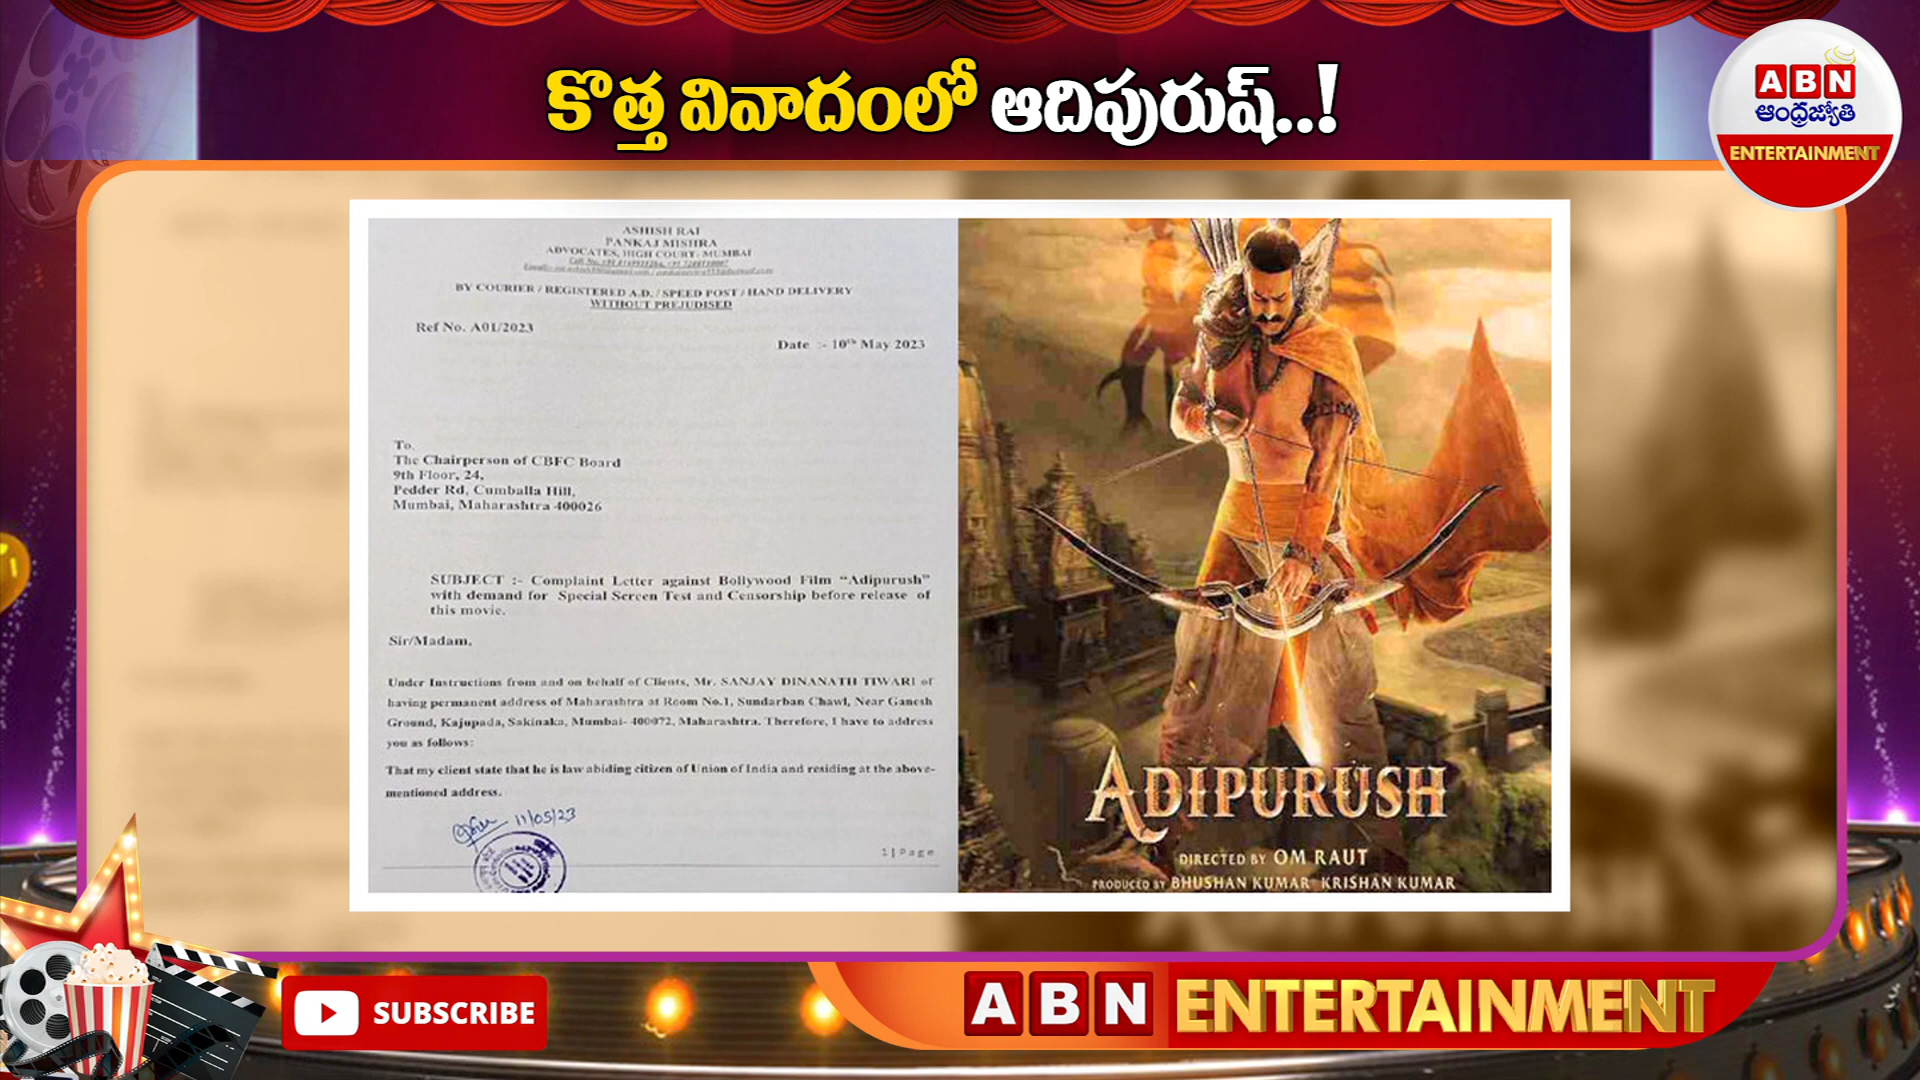 కొత్త వివాదంలో ఆదిపురుష్..!
ABN
ఆంధ్రజ్యోతి
ENTERTAINMENT
ASHISH RAI
PANKAJ MISHRA
ADVOCATES, HIGH COURT- MUMBAI
BY COURIER / REGISTERED A.D. / SPEED POST / HAND DELIVERY
WITHOUT PREJUDISED
Ref No. A01/2023
Date :- 10th May 2023
To,
The Chairperson of CBFC Board
9th Floor, 24,
Pedder Rd, Cumballa Hill,
Mumbai, Maharashtra 400026
SUBJECT :- Complaint Letter against Bollywood Film “Adipurush”
with demand for Special Screen Test and Censorship before release of
this movie.
Sir/Madam,
Under Instructions from and on behalf of Clients, Mr. SANJAY DINANATH TIWARI of
having permanent address of Maharashtra at Room No.1, Sundarban Chawl, Near Ganesh
Ground, Kajupada, Sakinaka, Mumbai- 400072, Maharashtra. Therefore, I have to address
you as follows:
That my client state that he is law abiding citizen of Union of India and residing at the above-
mentioned address.
11/05/23
1 | Page
ADIPURUSH
DIRECTED BY OM RAUT
PRODUCED BY BHUSHAN KUMAR KRISHAN KUMAR
SUBSCRIBE
ABN ENTERTAINMENT